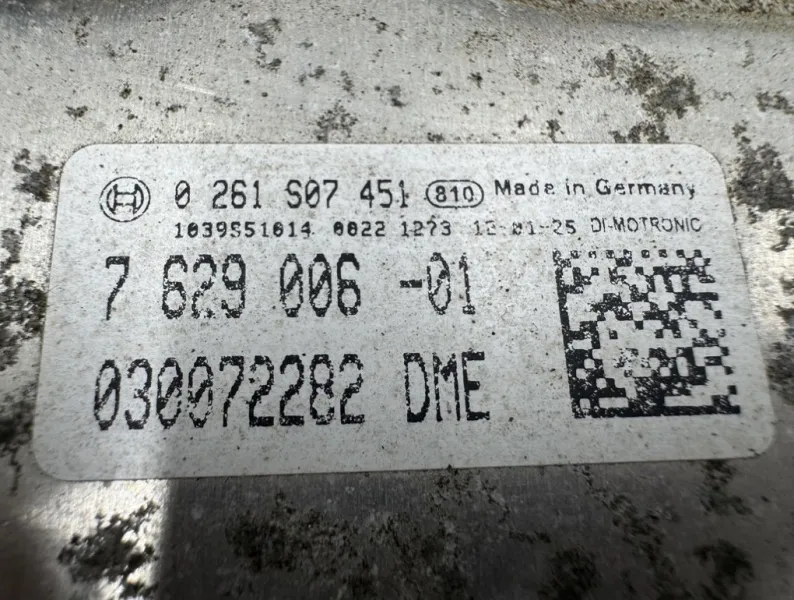 0 261 S07 451 810 Made in Germany
1039S51014 0022 1273 12-01-25 DI-MOTRONIC
7 629 006 -01
030072282 DME